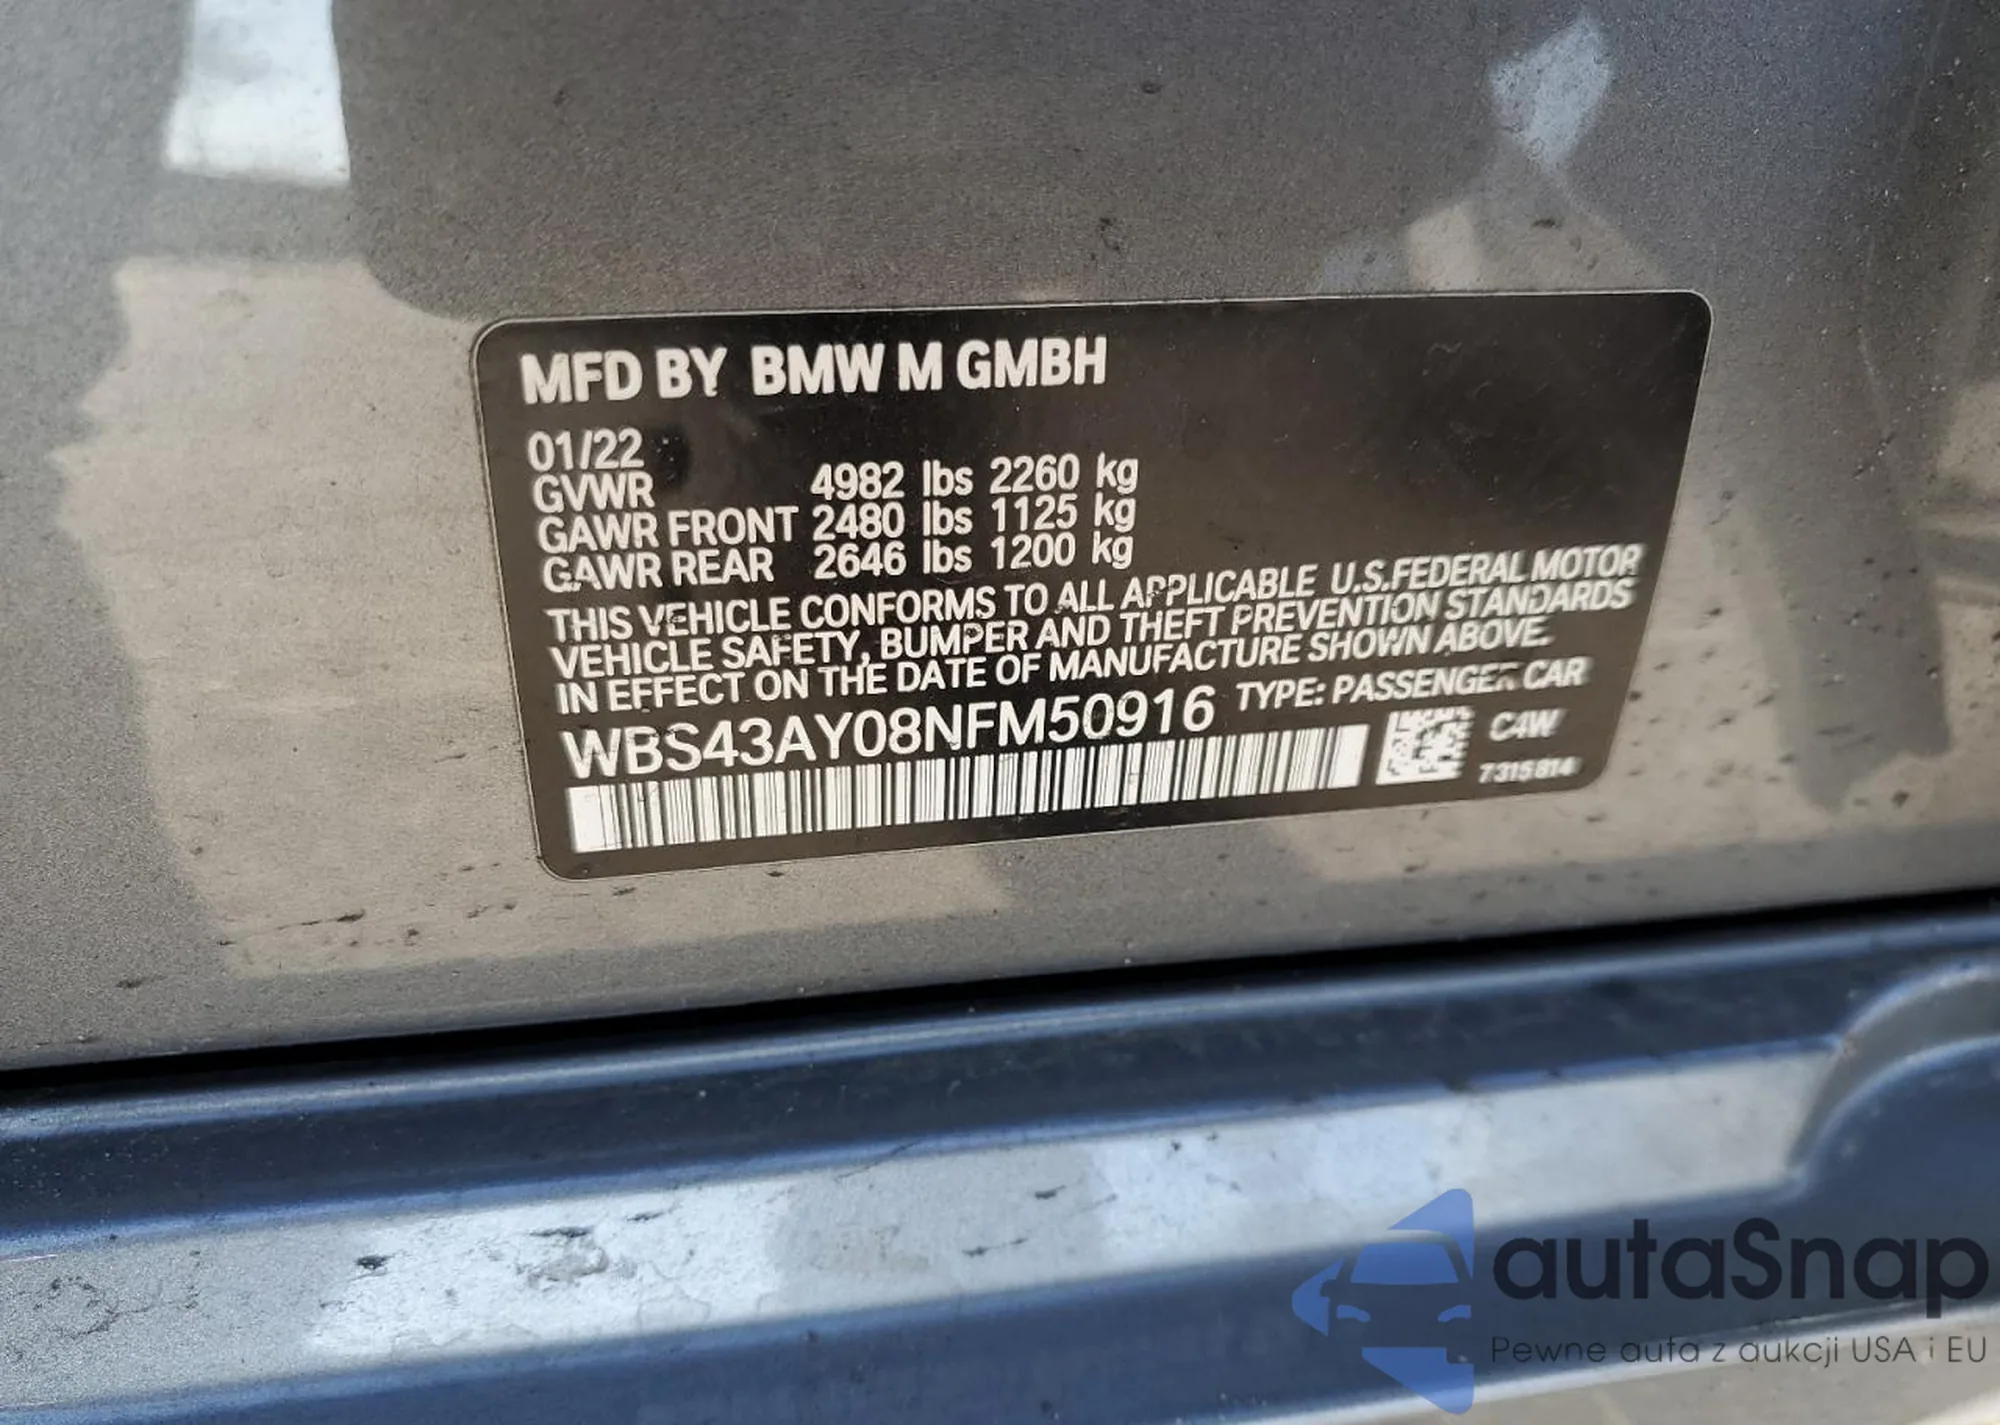 MFD BY BMW M GMBH
01/22
GVWR 4982 lbs 2260 kg
GAWR FRONT 2480 lbs 1125 kg
GAWR REAR 2646 lbs 1200 kg
THIS VEHICLE CONFORMS TO ALL APPLICABLE U.S.FEDERAL MOTOR
VEHICLE SAFETY, BUMPER AND THEFT PREVENTION STANDARDS
IN EFFECT ON THE DATE OF MANUFACTURE SHOWN ABOVE.
WBS43AY08NFM50916 TYPE: PASSENGER CAR
C4W
7315814
autaSnap
Pewne auta z aukcji USA i EU